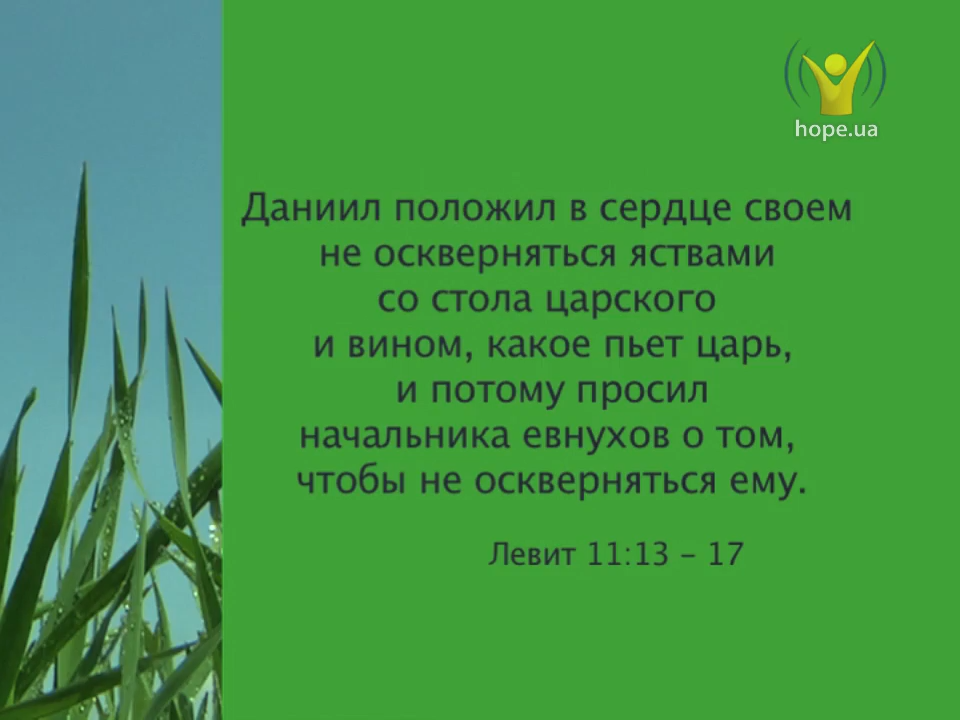 hope.ua
Даниил положил в сердце своем
не оскверняться яствами
со стола царского
и вином, какое пьет царь,
и потому просил
начальника евнухов о том,
чтобы не оскверняться ему.
Левит 11:13 - 17